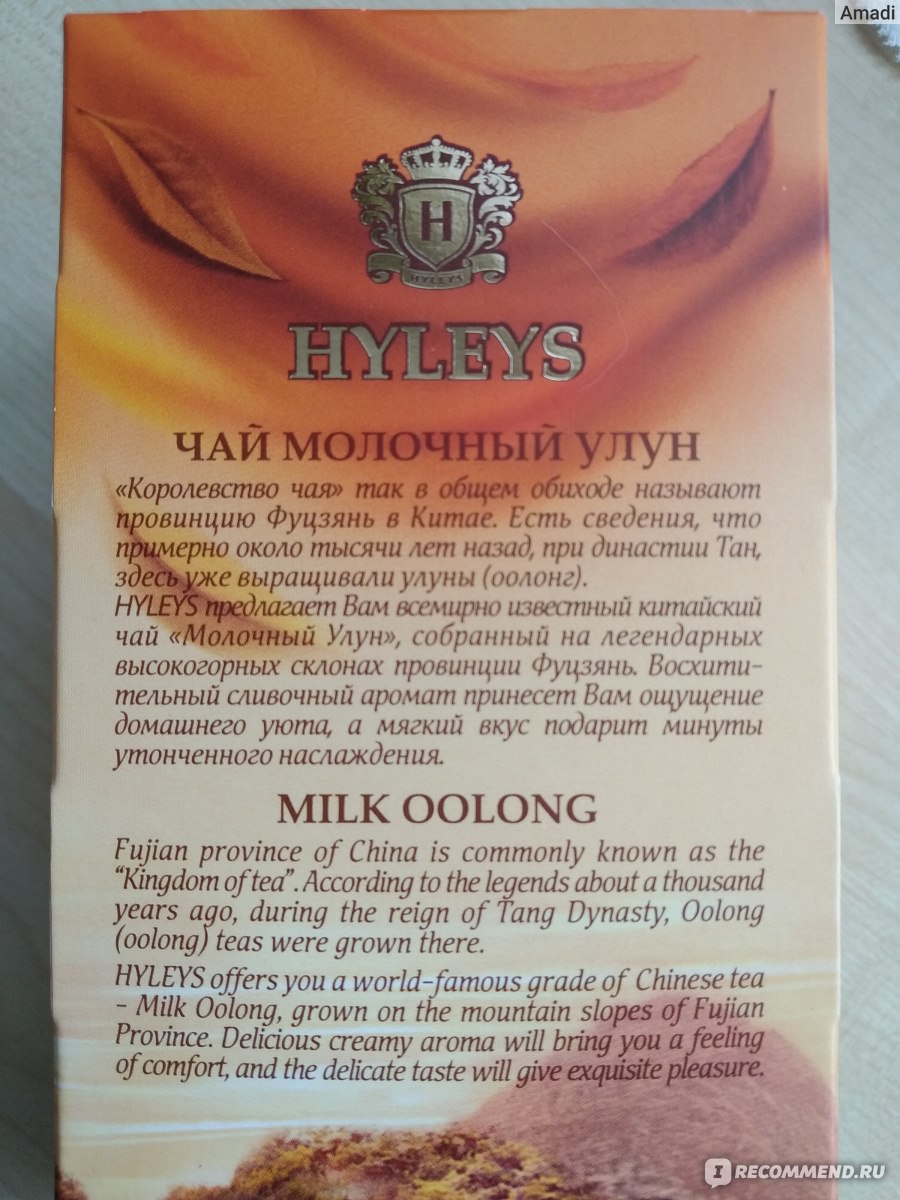 Amadi
H
HYLEYS
HYLEYS
ЧАЙ МОЛОЧНЫЙ УЛУН
«Королевство чая» так в общем обиходе называют
провинцию Фуцзянь в Китае. Есть сведения, что
примерно около тысячи лет назад, при династии Тан,
здесь уже выращивали улуны (оолонг).
HYLEYS предлагает Вам всемирно известный китайский
чай «Молочный Улун», собранный на легендарных
высокогорных склонах провинции Фуцзянь. Восхити-
тельный сливочный аромат принесет Вам ощущение
домашнего уюта, а мягкий вкус подарит минуты
утонченного наслаждения.
MILK OOLONG
Fujian province of China is commonly known as the
“Kingdom of tea”. According to the legends about a thousand
years ago, during the reign of Tang Dynasty, Oolong
(oolong) teas were grown there.
HYLEYS offers you a world-famous grade of Chinese tea
- Milk Oolong, grown on the mountain slopes of Fujian
Province. Delicious creamy aroma will bring you a feeling
of comfort, and the delicate taste will give exquisite pleasure.
I RECOMMEND.RU